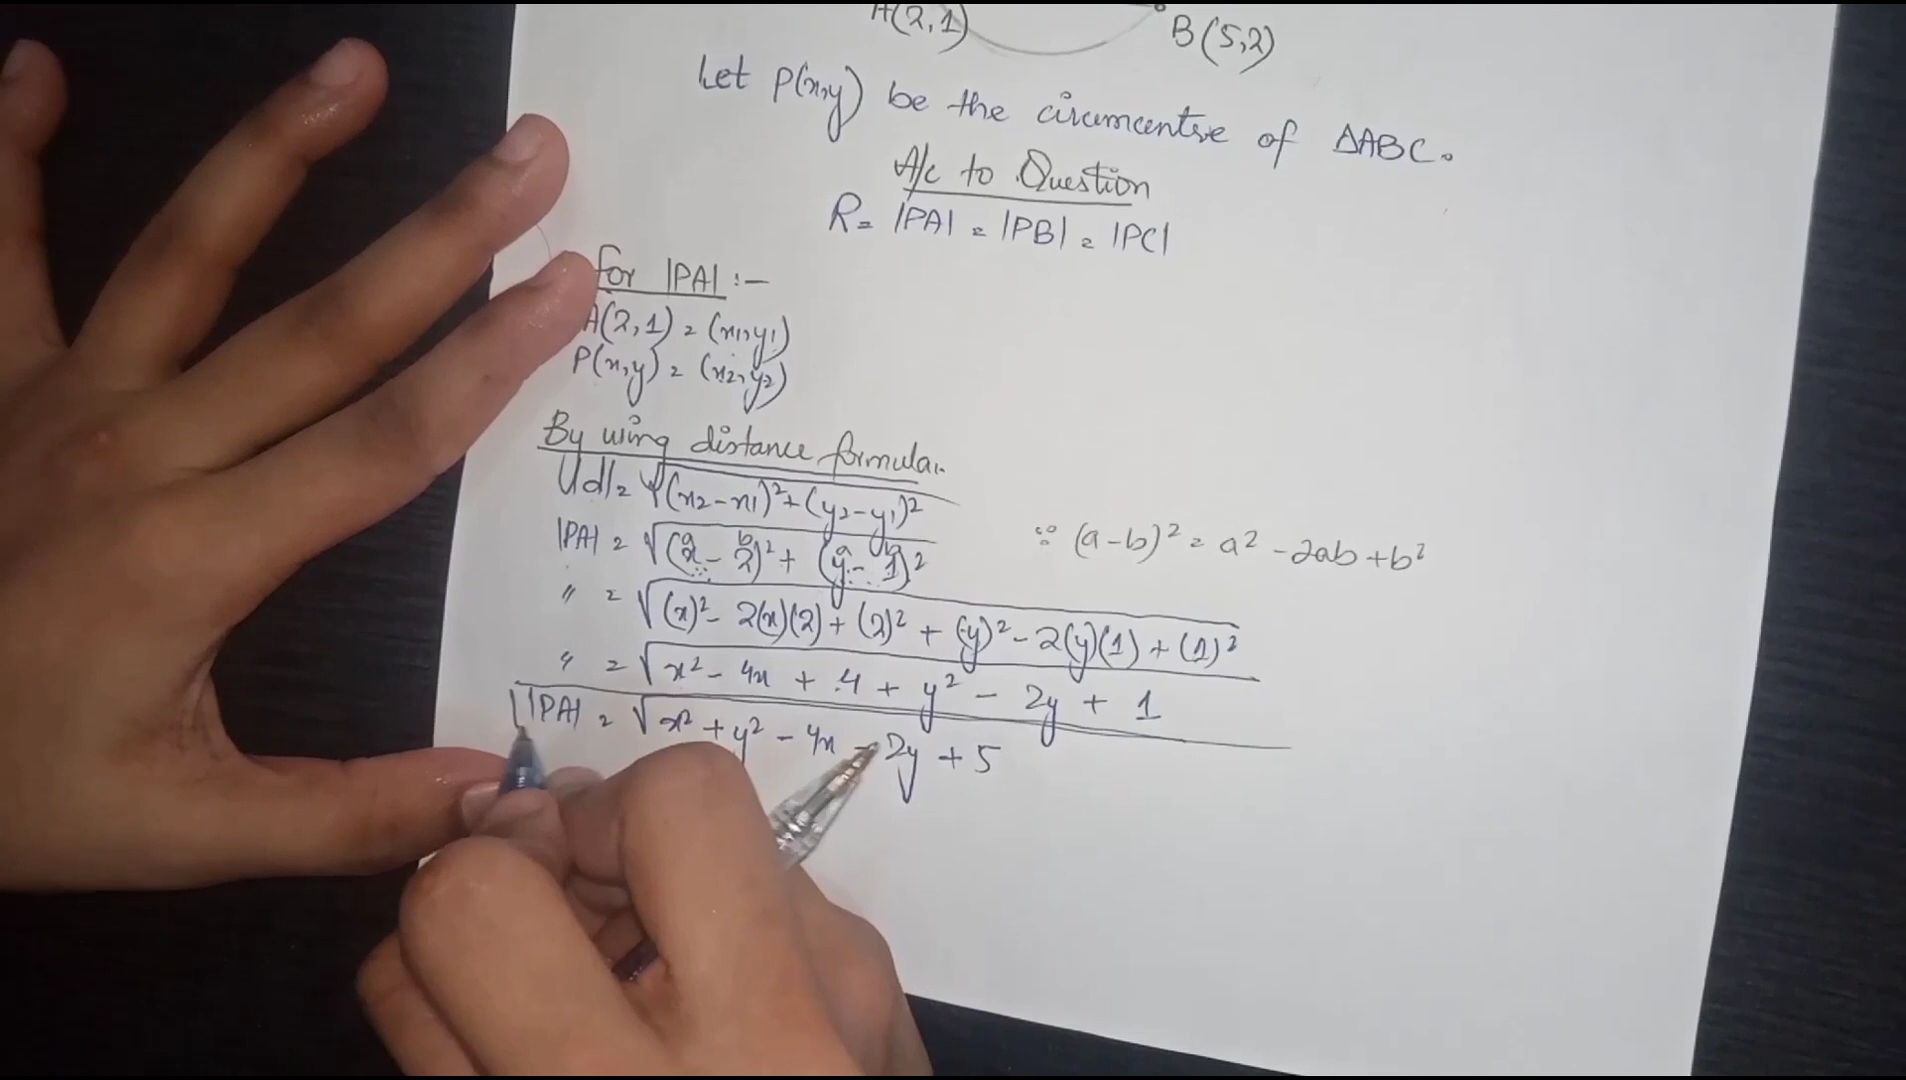 A(2,1)
B(5,2)
Let P(x,y) be the circumcentre of ΔABC.
A/c to Question
R = |PA| = |PB| = |PC|
for |PA| :-
A(2,1) = (x1,y1)
P(x,y) = (x2,y2)
By using distance formula.
|d| = √(x2-x1)²+(y2-y1)²
|PA| = √(x-2)²+(y-1)²
a b a b
∵ (a-b)² = a²-2ab+b²
〃 = √(x)²-2(x)(2)+(2)²+(y)²-2(y)(1)+(1)²
〃 = √x²-4x+4+y²-2y+1
|PA| = √x²+y²-4x-2y+5